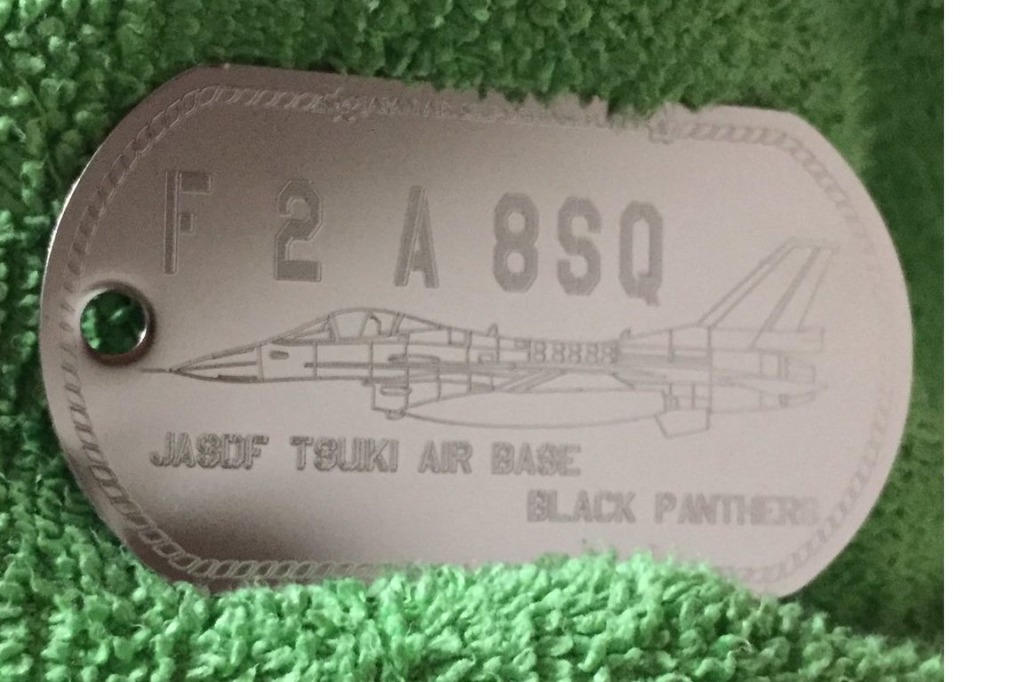 F 2 A 8SQ
JASDF TSUIKI AIR BASE
BLACK PANTHERS